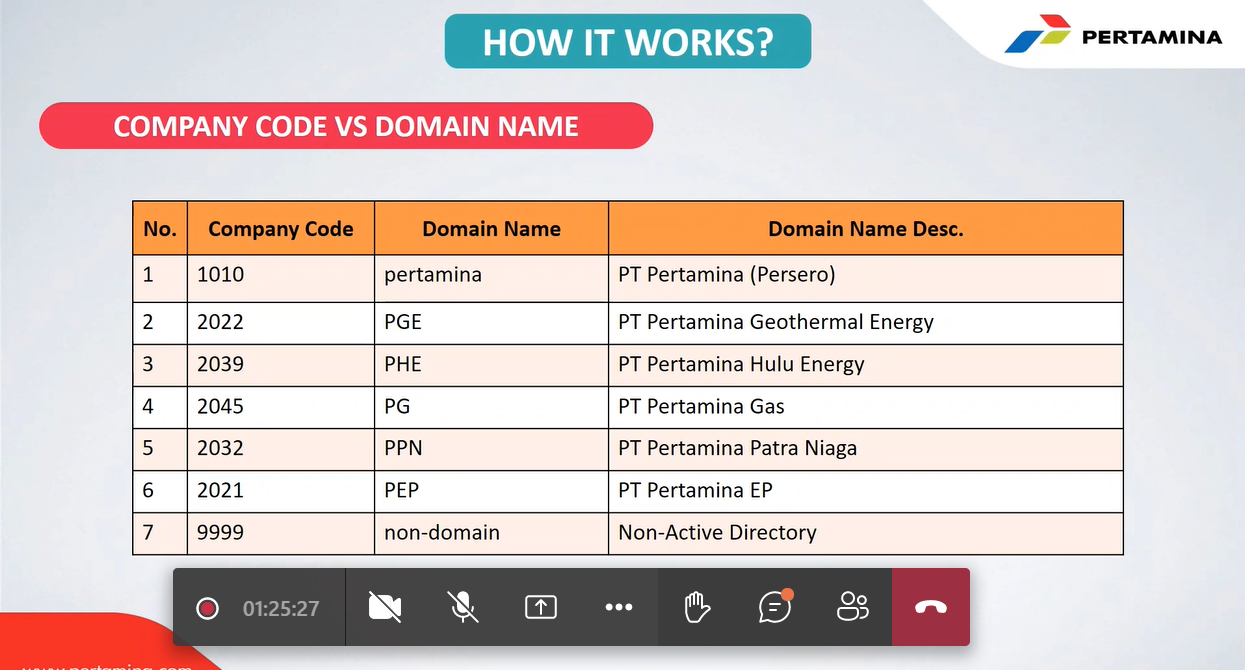 HOW IT WORKS?
PERTAMINA
COMPANY CODE VS DOMAIN NAME
No. Company Code Domain Name Domain Name Desc.
1 1010 pertamina PT Pertamina (Persero)
2 2022 PGE PT Pertamina Geothermal Energy
3 2039 PHE PT Pertamina Hulu Energy
4 2045 PG PT Pertamina Gas
5 2032 PPN PT Pertamina Patra Niaga
6 2021 PEP PT Pertamina EP
7 9999 non-domain Non-Active Directory
01:25:27
www.pertamina.com